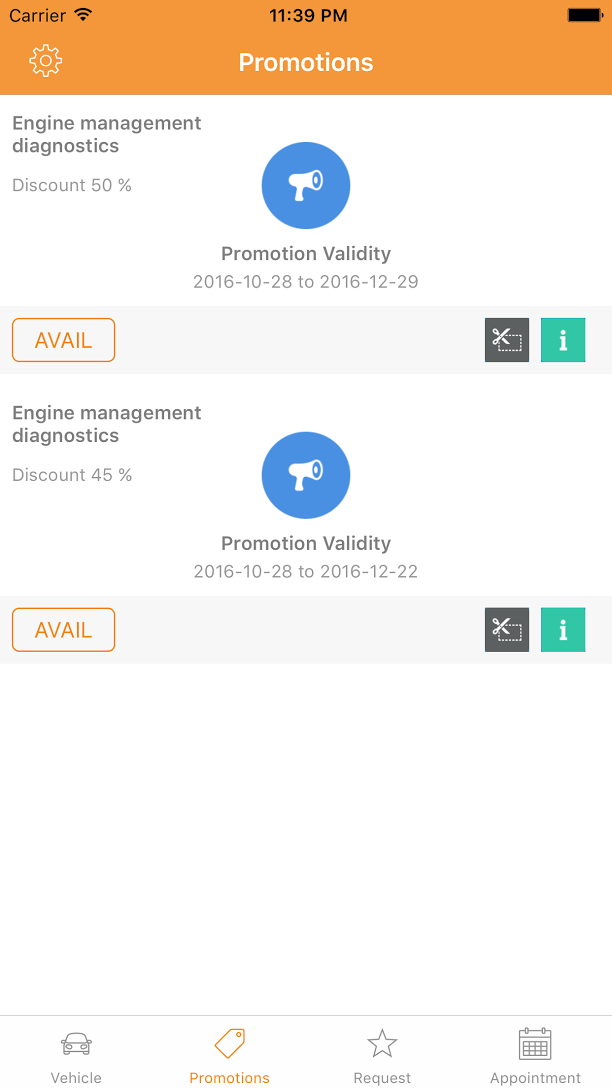 Carrier
11:39 PM
Promotions
Engine management
diagnostics
Discount 50 %
Promotion Validity
2016-10-28 to 2016-12-29
AVAIL
i
Engine management
diagnostics
Discount 45 %
Promotion Validity
2016-10-28 to 2016-12-22
AVAIL
i
Vehicle
Promotions
Request
Appointment